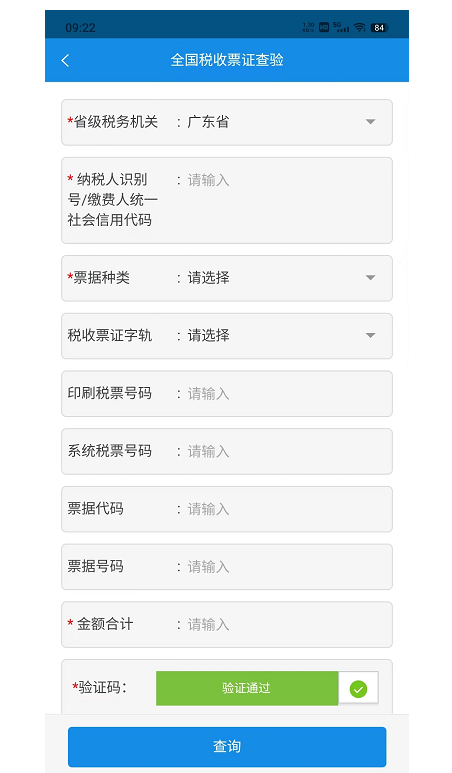 09:22
5G 84
全国税收票证查验
*省级税务机关 : 广东省
* 纳税人识别 : 请输入
号/缴费人统一
社会信用代码
*票据种类 : 请选择
税收票证字轨 : 请选择
印刷税票号码 : 请输入
系统税票号码 : 请输入
票据代码 : 请输入
票据号码 : 请输入
* 金额合计 : 请输入
*验证码： 验证通过
查询